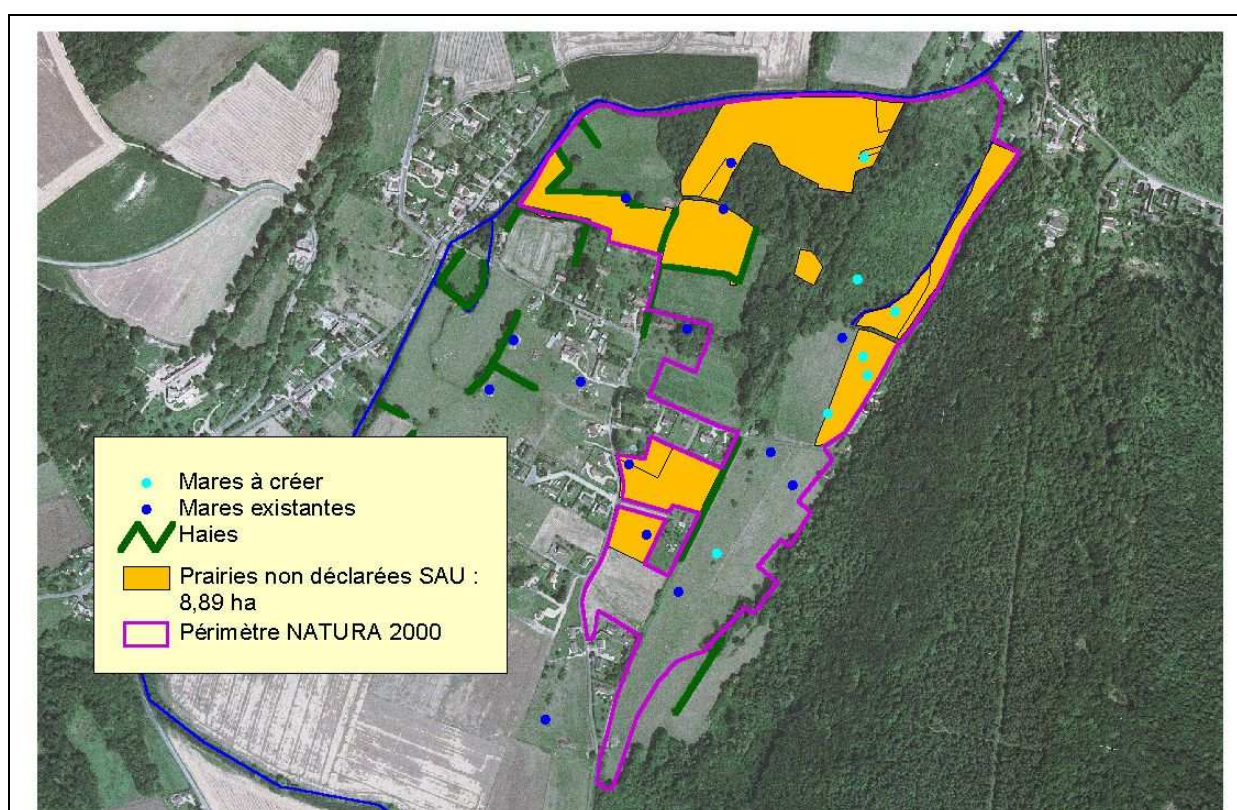 Mares à créer
Mares existantes
Haies
Prairies non déclarées SAU :
8,89 ha
Périmètre NATURA 2000